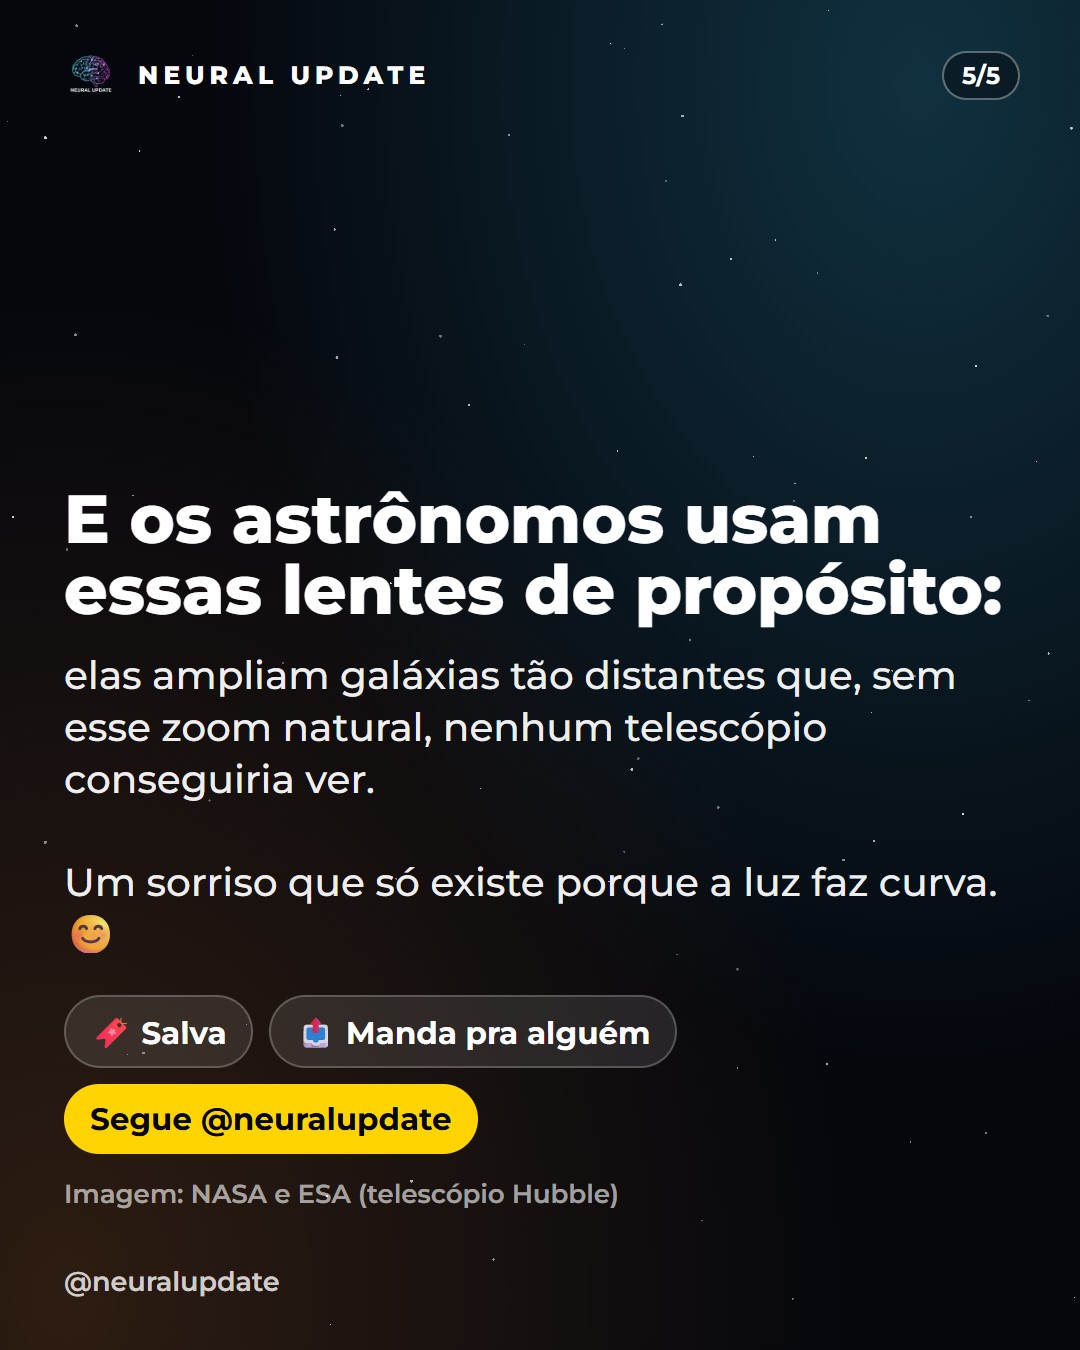 NEURAL UPDATE
NEURAL UPDATE
5/5
E os astrônomos usam
essas lentes de propósito:
elas ampliam galáxias tão distantes que, sem
esse zoom natural, nenhum telescópio
conseguiria ver.
Um sorriso que só existe porque a luz faz curva.
😊
Salva
Manda pra alguém
Segue @neuralupdate
Imagem: NASA e ESA (telescópio Hubble)
@neuralupdate